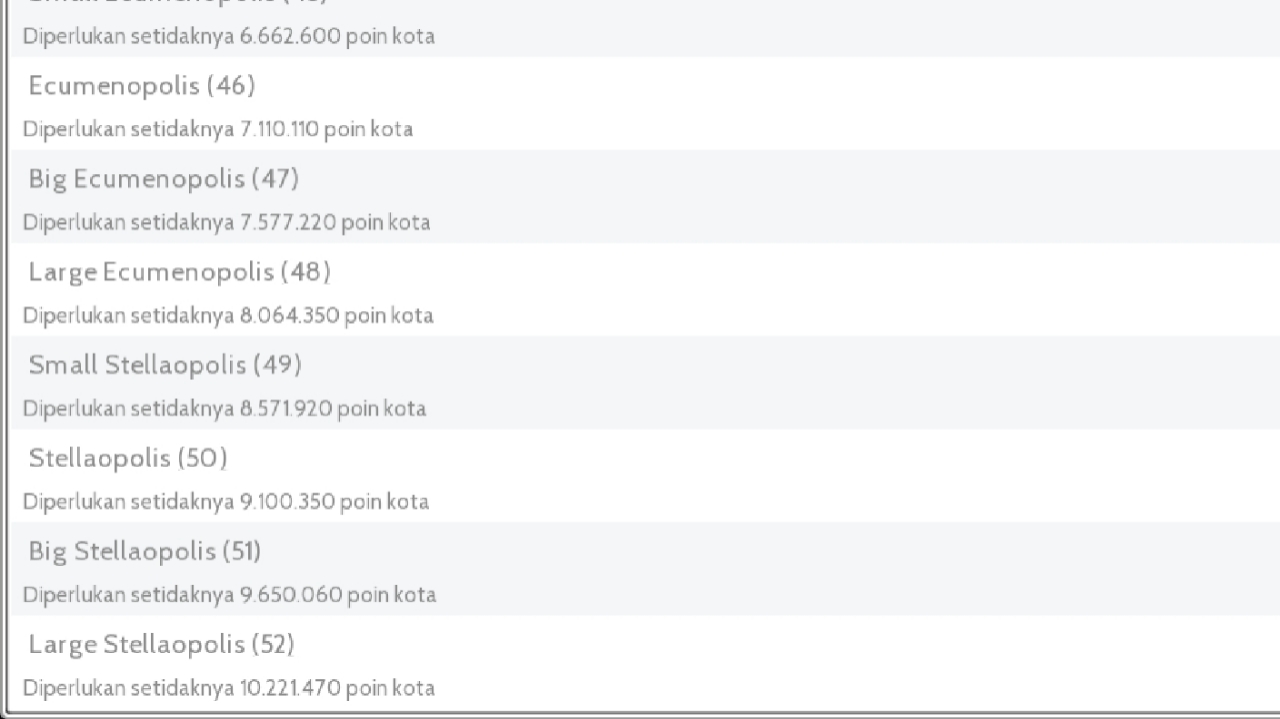 Diperlukan setidaknya 6.662.600 poin kota
Ecumenopolis (46)
Diperlukan setidaknya 7.110.110 poin kota
Big Ecumenopolis (47)
Diperlukan setidaknya 7.577.220 poin kota
Large Ecumenopolis (48)
Diperlukan setidaknya 8.064.350 poin kota
Small Stellaopolis (49)
Diperlukan setidaknya 8.571.920 poin kota
Stellaopolis (50)
Diperlukan setidaknya 9.100.350 poin kota
Big Stellaopolis (51)
Diperlukan setidaknya 9.650.060 poin kota
Large Stellaopolis (52)
Diperlukan setidaknya 10.221.470 poin kota